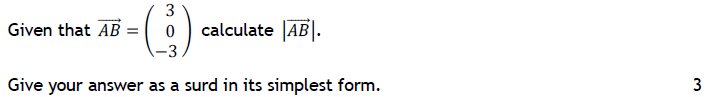 Given that $\overrightarrow{AB} = \begin{pmatrix} 3 \\ 0 \\ -3 \end{pmatrix}$ calculate $|\overrightarrow{AB}|$.
Give your answer as a surd in its simplest form. 3